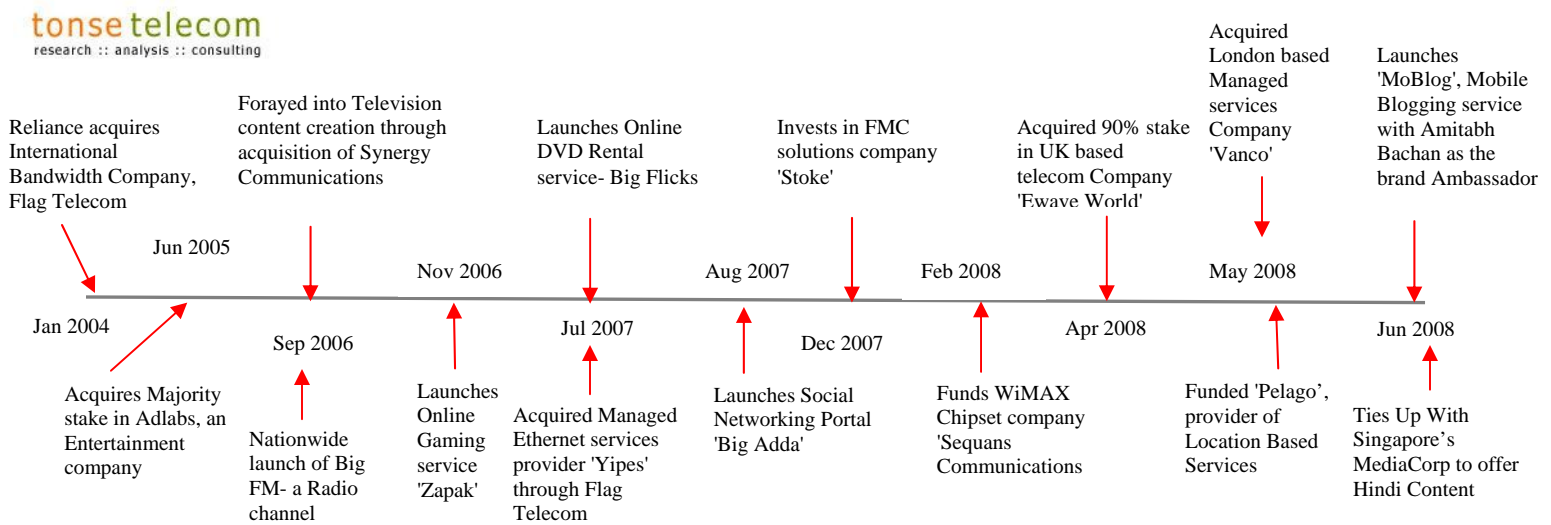 tonse telecom
research :: analysis :: consulting
Reliance acquires
International
Bandwidth Company,
Flag Telecom
Jan 2004
Jun 2005
Acquires Majority
stake in Adlabs, an
Entertainment
company
Forayed into Television
content creation through
acquisition of Synergy
Communications
Sep 2006
Nationwide
launch of Big
FM- a Radio
channel
Nov 2006
Launches
Online
Gaming
service
'Zapak'
Launches Online
DVD Rental
service- Big Flicks
Jul 2007
Acquired Managed
Ethernet services
provider 'Yipes'
through Flag
Telecom
Aug 2007
Launches Social
Networking Portal
'Big Adda'
Invests in FMC
solutions company
'Stoke'
Dec 2007
Feb 2008
Funds WiMAX
Chipset company
'Sequans
Communications
Acquired 90% stake
in UK based
telecom Company
'Ewave World'
Apr 2008
Acquired
London based
Managed
services
Company
'Vanco'
May 2008
Funded 'Pelago’,
provider of
Location Based
Services
Launches
'MoBlog', Mobile
Blogging service
with Amitabh
Bachan as the
brand Ambassador
Jun 2008
Ties Up With
Singapore’s
MediaCorp to offer
Hindi Content